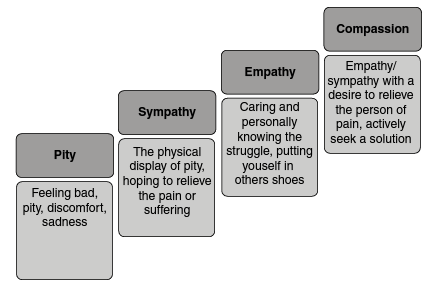 Pity
Feeling bad,
pity, discomfort,
sadness
Sympathy
The physical
display of pity,
hoping to relieve
the pain or
suffering
Empathy
Caring and
personally
knowing the
struggle, putting
youself in
others shoes
Compassion
Empathy/
sympathy with a
desire to relieve
the person of
pain, actively
seek a solution